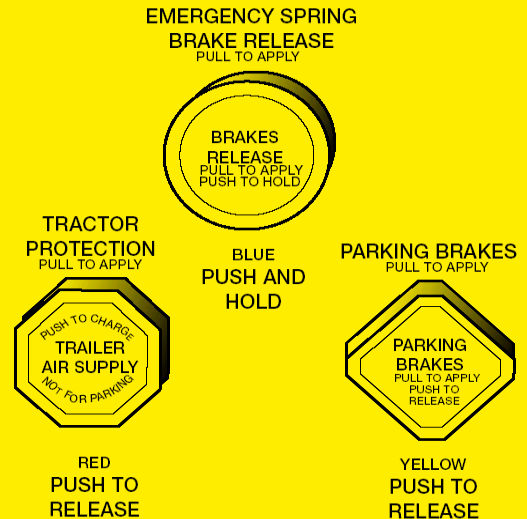 EMERGENCY SPRING
BRAKE RELEASE
PULL TO APPLY
BRAKES
RELEASE
PULL TO APPLY
PUSH TO HOLD
BLUE
PUSH AND
HOLD
TRACTOR
PROTECTION
PULL TO APPLY
PUSH TO CHARGE
TRAILER
AIR SUPPLY
NOT FOR PARKING
RED
PUSH TO
RELEASE
PARKING BRAKES
PULL TO APPLY
PARKING
BRAKES
PULL TO APPLY
PUSH TO
RELEASE
YELLOW
PUSH TO
RELEASE